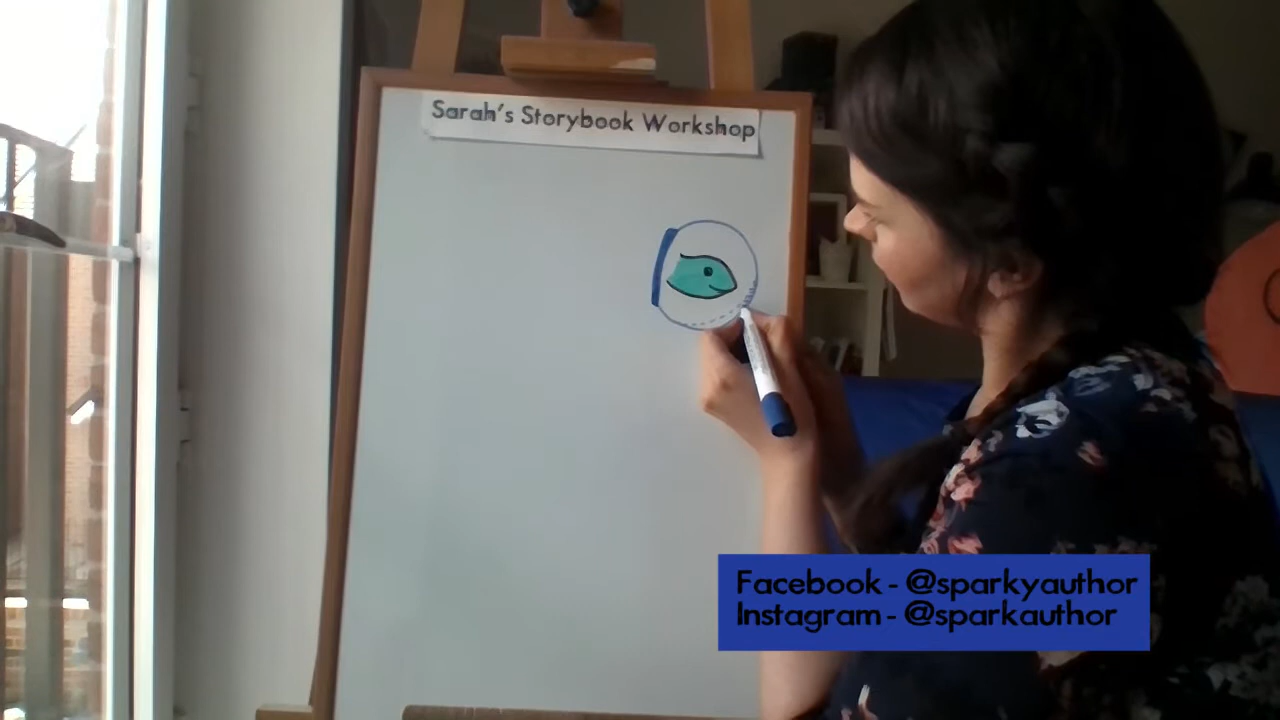 Sarah's Storybook Workshop
Facebook - @sparkyauthor
Instagram - @sparkauthor